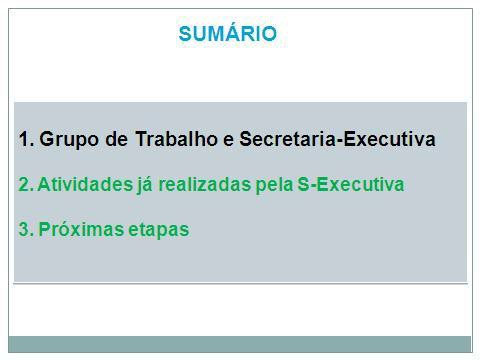 SUMÁRIO
1. Grupo de Trabalho e Secretaria-Executiva
2. Atividades já realizadas pela S-Executiva
3. Próximas etapas